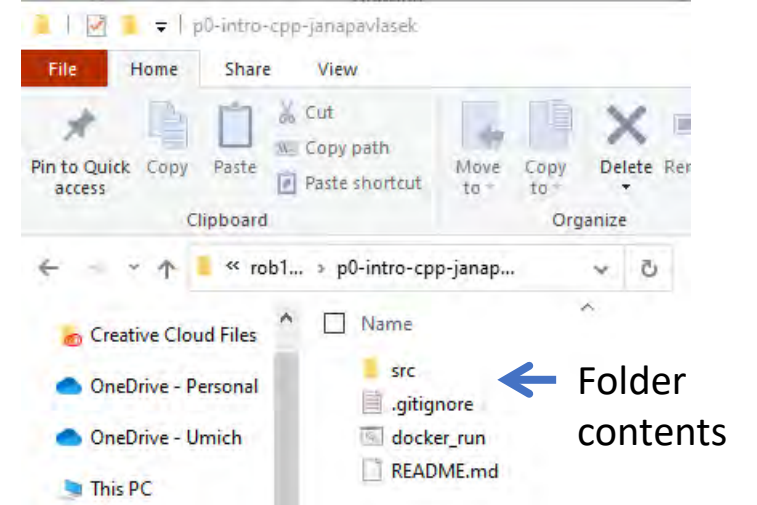 p0-intro-cpp-janapavlasek
File Home Share View
Pin to Quick access
Copy
Paste
Cut
Copy path
Paste shortcut
Move to
Copy to
Delete
Clipboard
Organize
« rob1... › p0-intro-cpp-janap...
Name
Creative Cloud Files
OneDrive - Personal
OneDrive - Umich
This PC
src
.gitignore
docker_run
README.md
Folder
contents